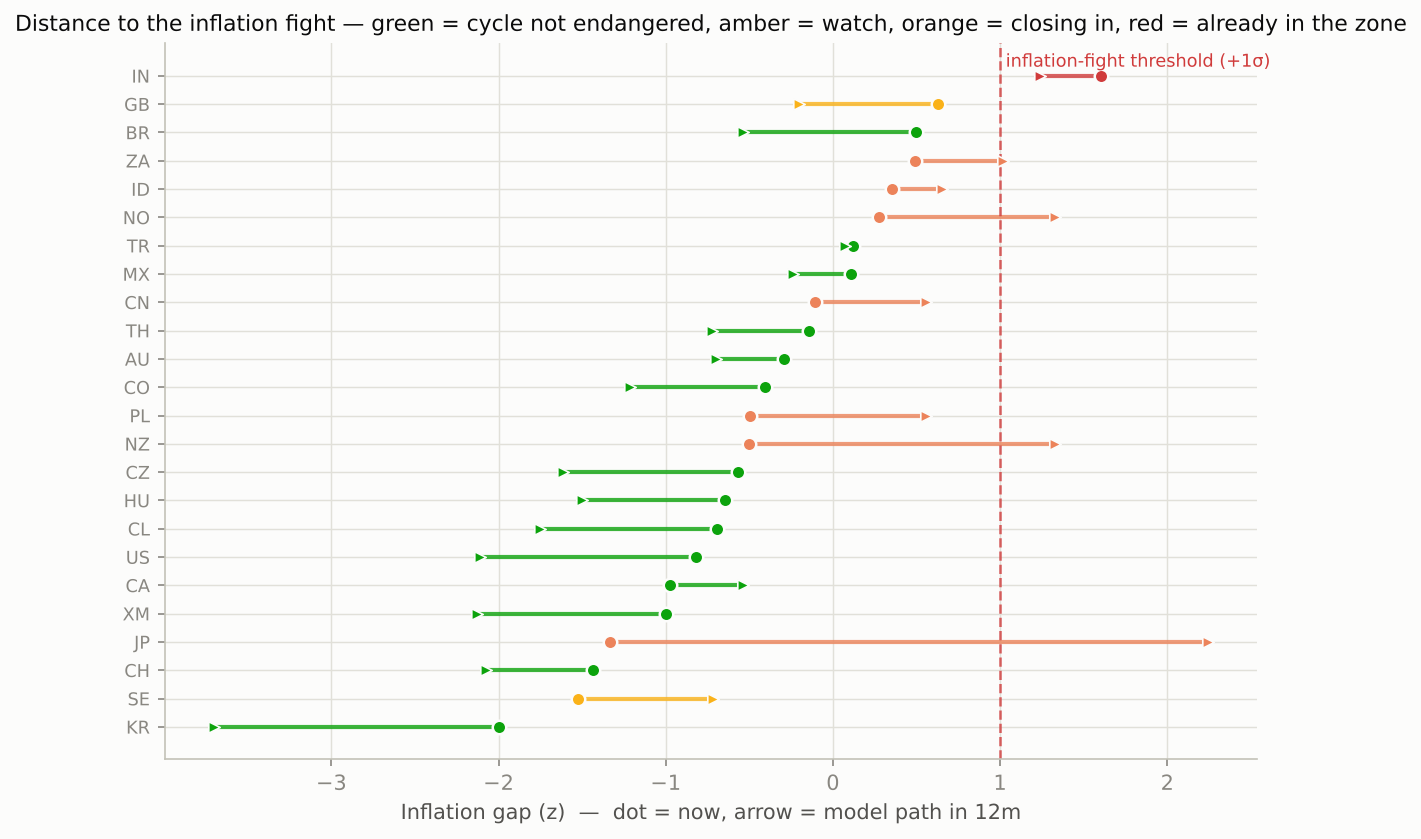 Distance to the inflation fight — green = cycle not endangered, amber = watch, orange = closing in, red = already in the zone
inflation-fight threshold (+1σ)
IN
GB
BR
ZA
ID
NO
TR
MX
CN
TH
AU
CO
PL
NZ
CZ
HU
CL
US
CA
XM
JP
CH
SE
KR
−3 −2 −1 0 1 2
Inflation gap (z) — dot = now, arrow = model path in 12m